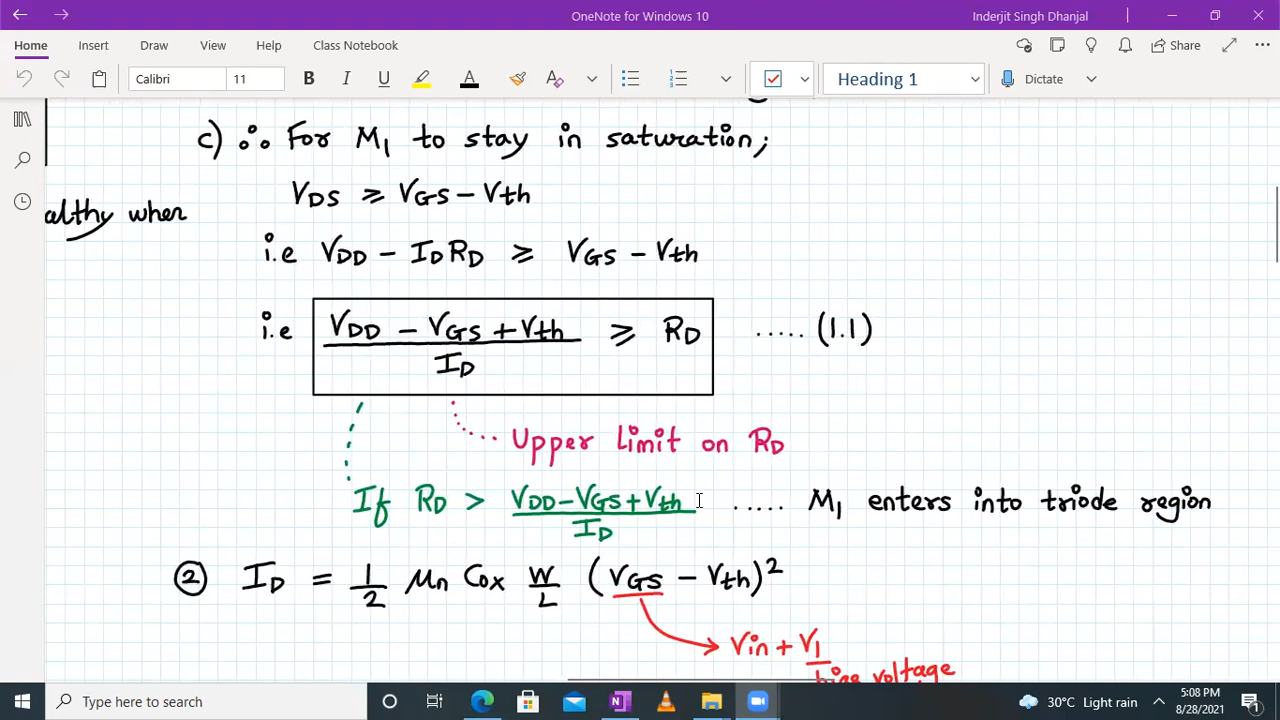 OneNote for Windows 10
Inderjit Singh Dhanjal
Home Insert Draw View Help Class Notebook
Share
Calibri 11 B I U A Heading 1 Dictate
c) ∴ For M1 to stay in saturation;
VDS ≥ VGS - Vth
althy when
i.e VDD - IDRD ≥ VGS - Vth
i.e VDD - VGS + Vth / ID ≥ RD ..... (1.1)
Upper Limit on RD
If RD > VDD - VGS + Vth / ID ..... M1 enters into triode region
② ID = 1/2 μn Cox W/L (VGS - Vth)²
Vin + V1
bias voltage
Type here to search
30°C Light rain
5:08 PM
8/28/2021